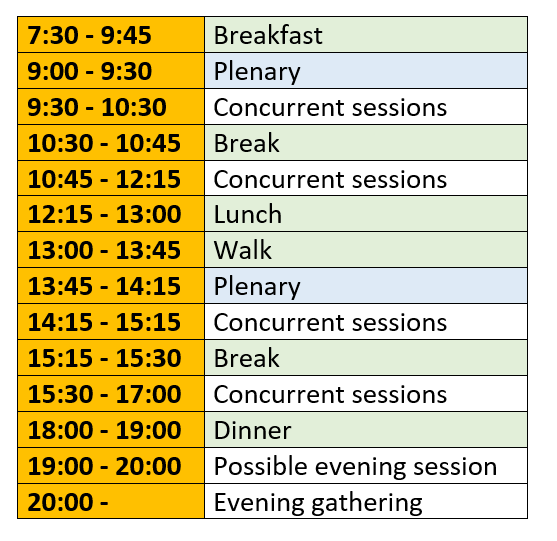 7:30 - 9:45 Breakfast
9:00 - 9:30 Plenary
9:30 - 10:30 Concurrent sessions
10:30 - 10:45 Break
10:45 - 12:15 Concurrent sessions
12:15 - 13:00 Lunch
13:00 - 13:45 Walk
13:45 - 14:15 Plenary
14:15 - 15:15 Concurrent sessions
15:15 - 15:30 Break
15:30 - 17:00 Concurrent sessions
18:00 - 19:00 Dinner
19:00 - 20:00 Possible evening session
20:00 - Evening gathering